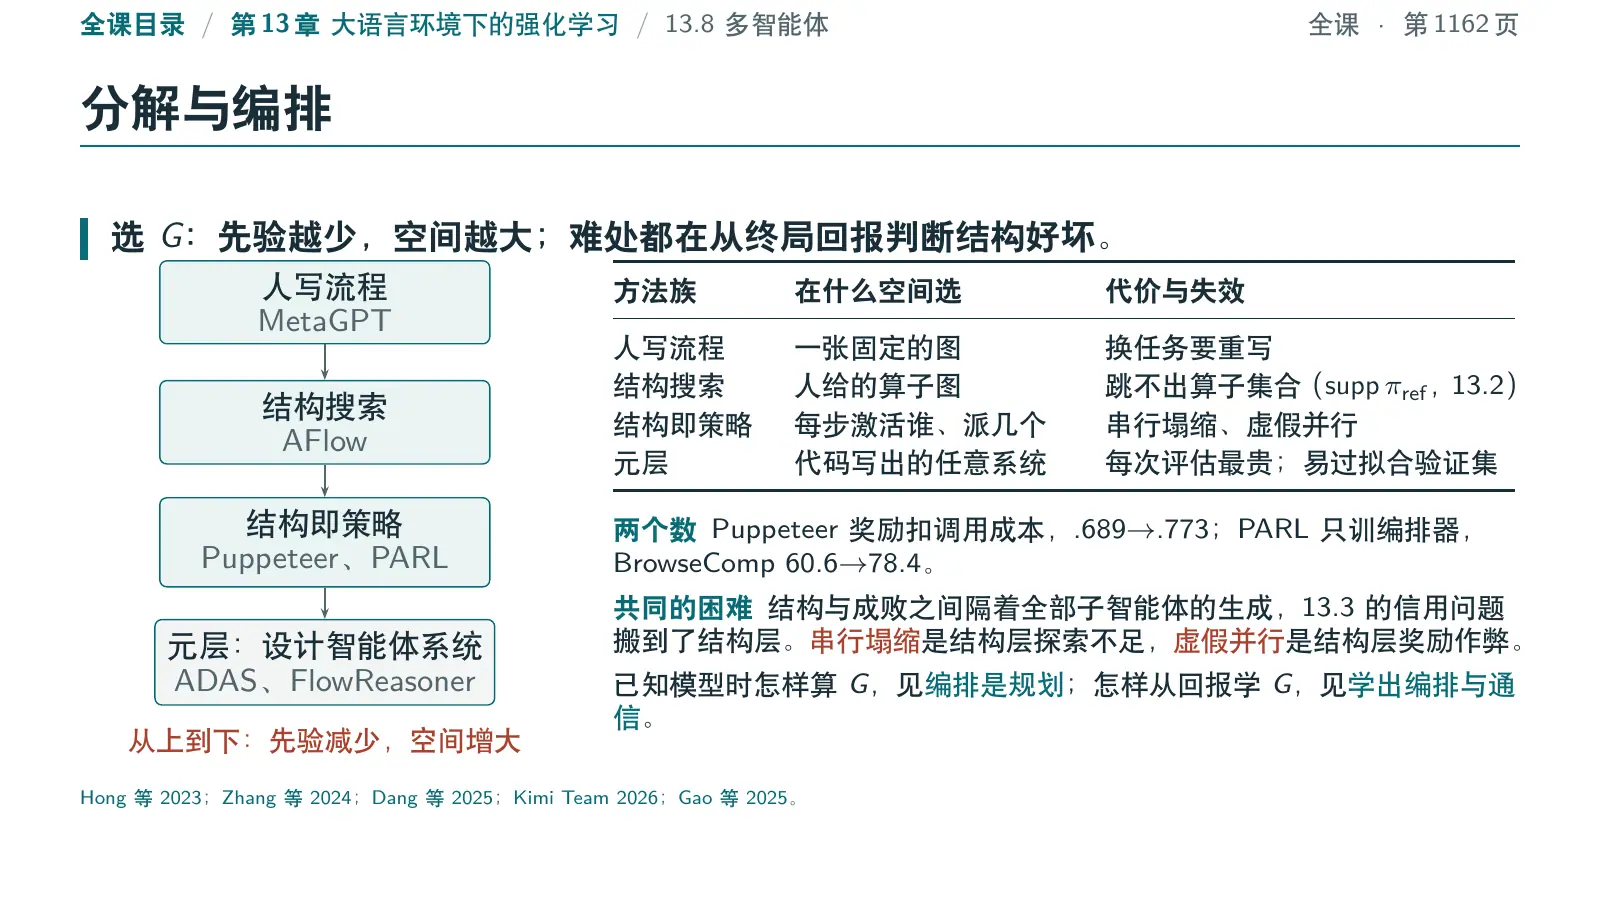 全课目录 / 第 13 章 大语言环境下的强化学习 / 13.8 多智能体
全课 · 第 1162 页
分解与编排
选 G：先验越少，空间越大；难处都在从终局回报判断结构好坏。
人写流程
MetaGPT
结构搜索
AFlow
结构即策略
Puppeteer、PARL
元层：设计智能体系统
ADAS、FlowReasoner
从上到下：先验减少，空间增大
方法族 在什么空间选 代价与失效
人写流程 一张固定的图 换任务要重写
结构搜索 人给的算子图 跳不出算子集合（supp π_ref，13.2）
结构即策略 每步激活谁、派几个 串行塌缩、虚假并行
元层 代码写出的任意系统 每次评估最贵；易过拟合验证集
两个数 Puppeteer 奖励扣调用成本，.689→.773；PARL 只训编排器，
BrowseComp 60.6→78.4。
共同的困难 结构与成败之间隔着全部子智能体的生成，13.3 的信用问题
搬到了结构层。串行塌缩是结构层探索不足，虚假并行是结构层奖励作弊。
已知模型时怎样算 G，见编排是规划；怎样从回报学 G，见学出编排与通
信。
Hong 等 2023；Zhang 等 2024；Dang 等 2025；Kimi Team 2026；Gao 等 2025。